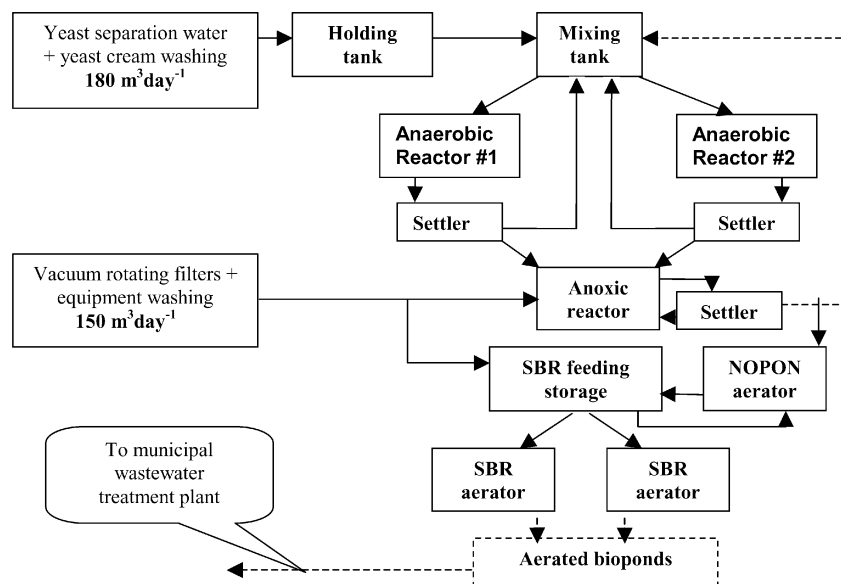 Yeast separation water
+ yeast cream washing
180 m³day⁻¹
Holding
tank
Mixing
tank
Anaerobic
Reactor #1
Anaerobic
Reactor #2
Settler
Settler
Vacuum rotating filters +
equipment washing
150 m³day⁻¹
Anoxic
reactor
Settler
SBR feeding
storage
NOPON
aerator
To municipal
wastewater
treatment plant
SBR
aerator
SBR
aerator
Aerated bioponds